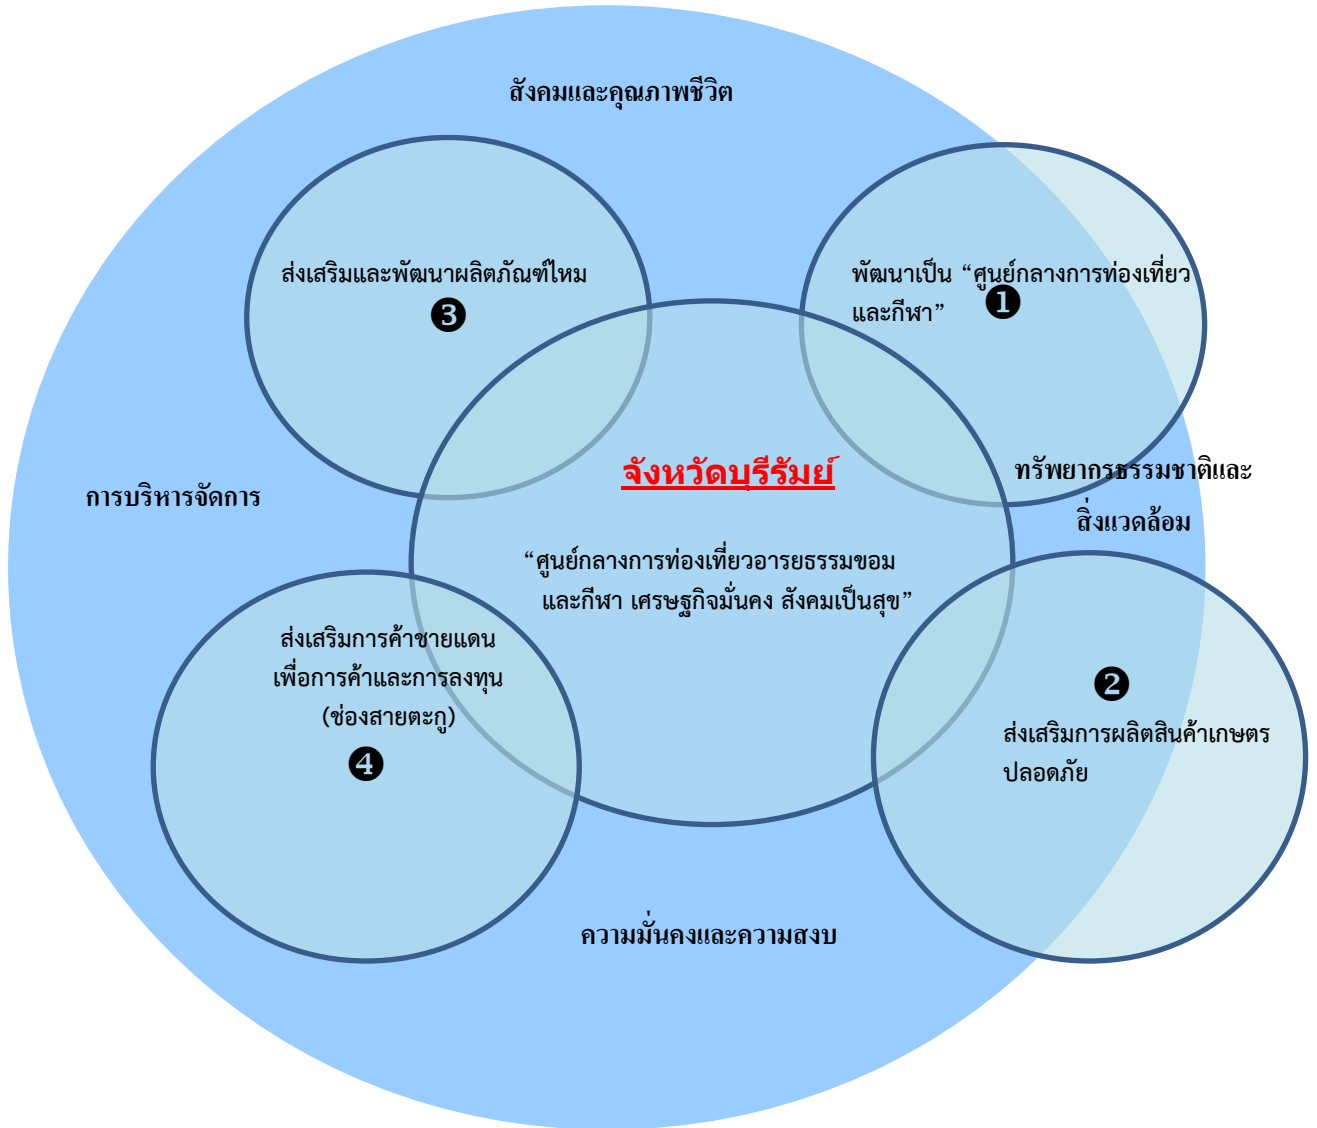 สังคมและคุณภาพชีวิต
ส่งเสริมและพัฒนาผลิตภัณฑ์ไหม
❸
พัฒนาเป็น “ศูนย์กลางการท่องเที่ยว
และกีฬา”
❶
จังหวัดบุรีรัมย์
“ศูนย์กลางการท่องเที่ยวอารยธรรมขอม
และกีฬา เศรษฐกิจมั่นคง สังคมเป็นสุข”
การบริหารจัดการ
ทรัพยากรธรรมชาติและ
สิ่งแวดล้อม
ส่งเสริมการค้าชายแดน
เพื่อการค้าและการลงทุน
(ช่องสายตะกู)
❹
❷
ส่งเสริมการผลิตสินค้าเกษตร
ปลอดภัย
ความมั่นคงและความสงบ